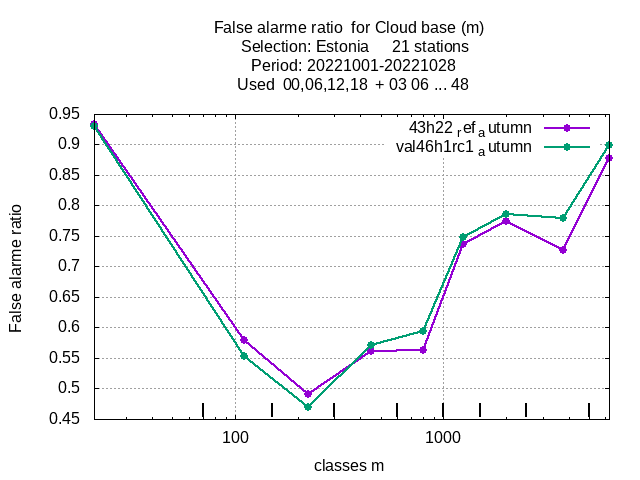 False alarme ratio  for Cloud base (m)
Selection: Estonia     21 stations
Period: 20221001-20221028
Used  00,06,12,18  + 03 06 ... 48
0.95
0.9
0.85
0.8
0.75
0.7
0.65
0.6
0.55
0.5
0.45
False alarme ratio
43h22 ref a utumn
val46h1rc1 a utumn
100
1000
classes m